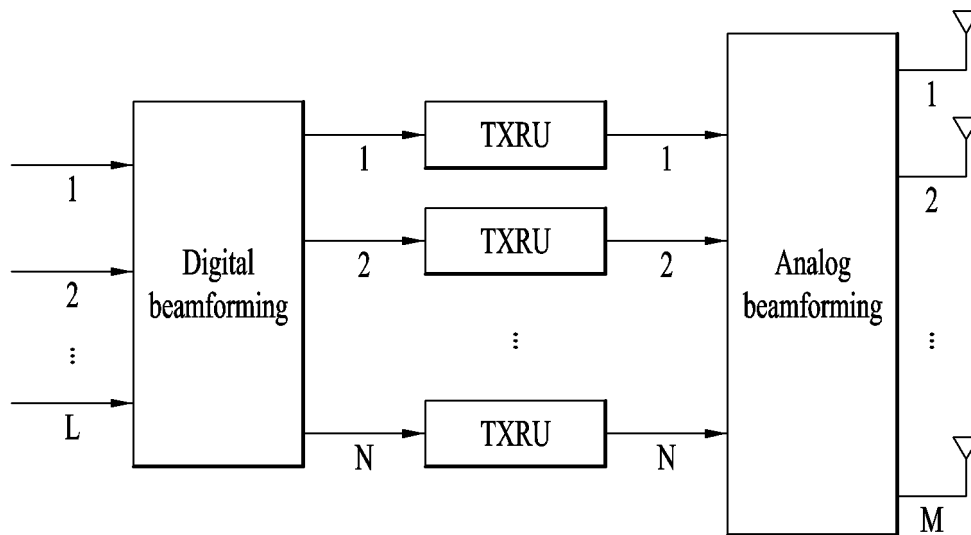 1
2
...
L
Digital
beamforming
1
2
N
TXRU
TXRU
...
TXRU
1
2
N
Analog
beamforming
1
2
...
M